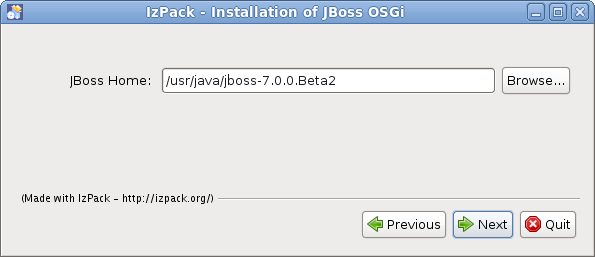 IzPack - Installation of JBoss OSGi
JBoss Home: /usr/java/jboss-7.0.0.Beta2 Browse...
(Made with IzPack - http://izpack.org/)
Previous Next Quit